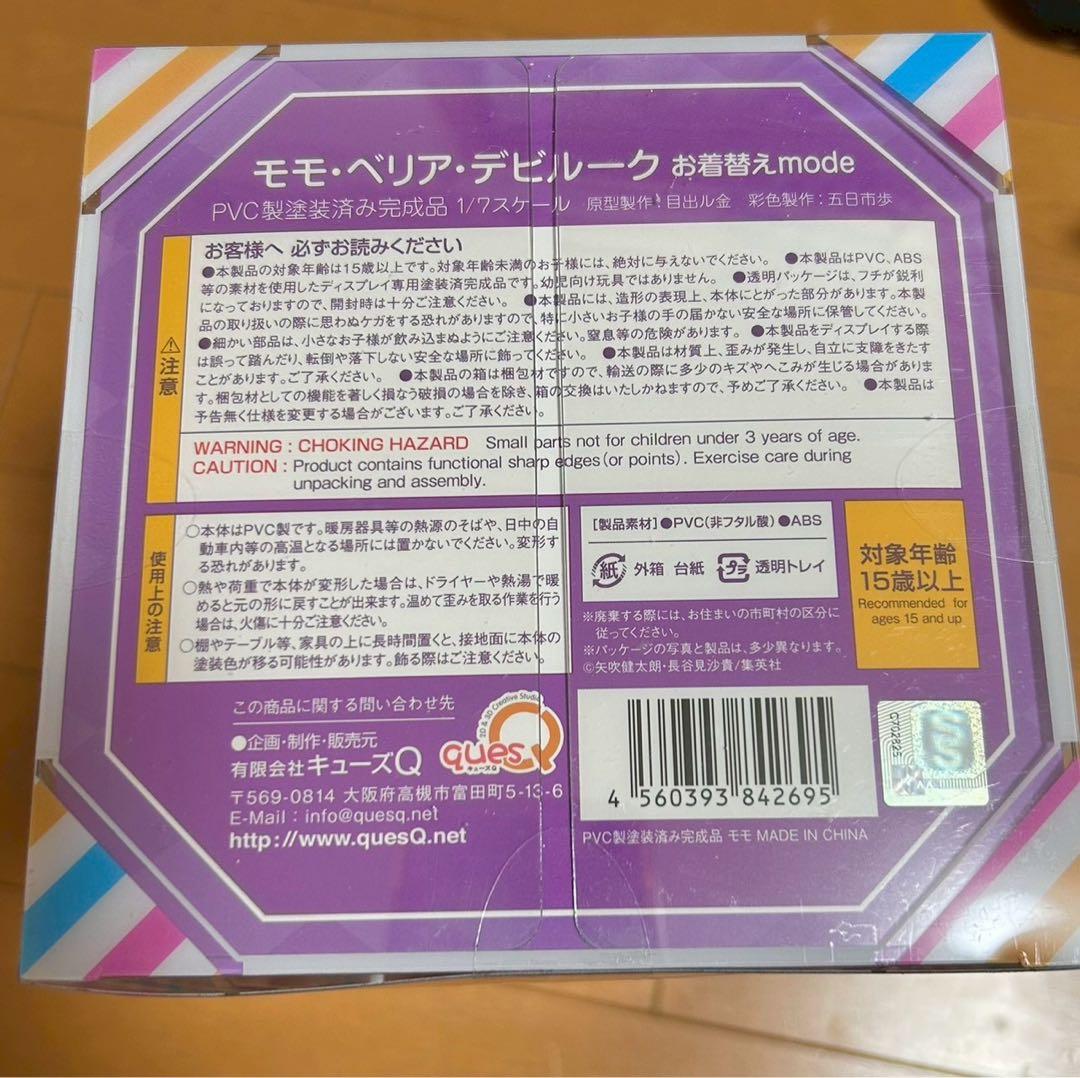 モモ・ベリア・デビルーク お着替えmode
PVC製塗装済み完成品 1/7スケール 原型製作：目出ル金 彩色製作：五日市歩
⚠注意
お客様へ 必ずお読みください
●本製品の対象年齢は15歳以上です。対象年齢未満のお子様には、絶対に与えないでください。 ●本製品はPVC、ABS
等の素材を使用したディスプレイ専用塗装済完成品です。幼児向け玩具ではありません。 ●透明パッケージは、フチが鋭利
になっておりますので、開封時は十分ご注意ください。 ●本製品には、造形の表現上、本体にとがった部分があります。本製
品の取り扱いの際に思わぬケガをする恐れがありますので、特に小さいお子様の手の届かない安全な場所に保管してください。
●細かい部品は、小さなお子様が飲み込まぬようにご注意ください。窒息等の危険があります。 ●本製品をディスプレイする際
は誤って踏んだり、転倒や落下しない安全な場所に飾ってください。 ●本製品は材質上、歪みが発生し、自立に支障をきたす
ことがあります。ご了承ください。 ●本製品の箱は梱包材ですので、輸送の際に多少のキズやへこみが生じる場合がありま
す。梱包材としての機能を著しく損なう破損の場合を除き、箱の交換はいたしかねますので、予めご了承ください。 ●本製品は
予告無く仕様を変更する場合がございます。ご了承ください。
WARNING : CHOKING HAZARD Small parts not for children under 3 years of age.
CAUTION : Product contains functional sharp edges(or points). Exercise care during
unpacking and assembly.
使用上の注意
○本体はPVC製です。暖房器具等の熱源のそばや、日中の自
動車内等の高温となる場所には置かないでください。変形す
る恐れがあります。
○熱や荷重で本体が変形した場合は、ドライヤーや熱湯で暖
めると元の形に戻すことが出来ます。温めて歪みを取る作業を行う
場合は、火傷に十分ご注意ください。
○棚やテーブル等、家具の上に長時間置くと、接地面に本体の
塗装色が移る可能性があります。飾る際はご注意ください。
[製品素材] ●PVC(非フタル酸) ●ABS
紙 外箱 台紙 プラ 透明トレイ
※廃棄する際には、お住まいの市町村の区分に
従ってください。
※パッケージの写真と製品は、多少異なります。
©矢吹健太朗・長谷見沙貴/集英社
対象年齢
15歳以上
Recommended for
ages 15 and up
この商品に関する問い合わせ先
●企画・制作・販売元
有限会社キューズQ
〒569-0814 大阪府高槻市富田町5-13-6
E-Mail : info@quesq.net
http://www.quesQ.net
2D & 3D Creative Studio
quesQ
キューズQ
4 560393 842695
PVC製塗装済み完成品 モモ MADE IN CHINA
C702825